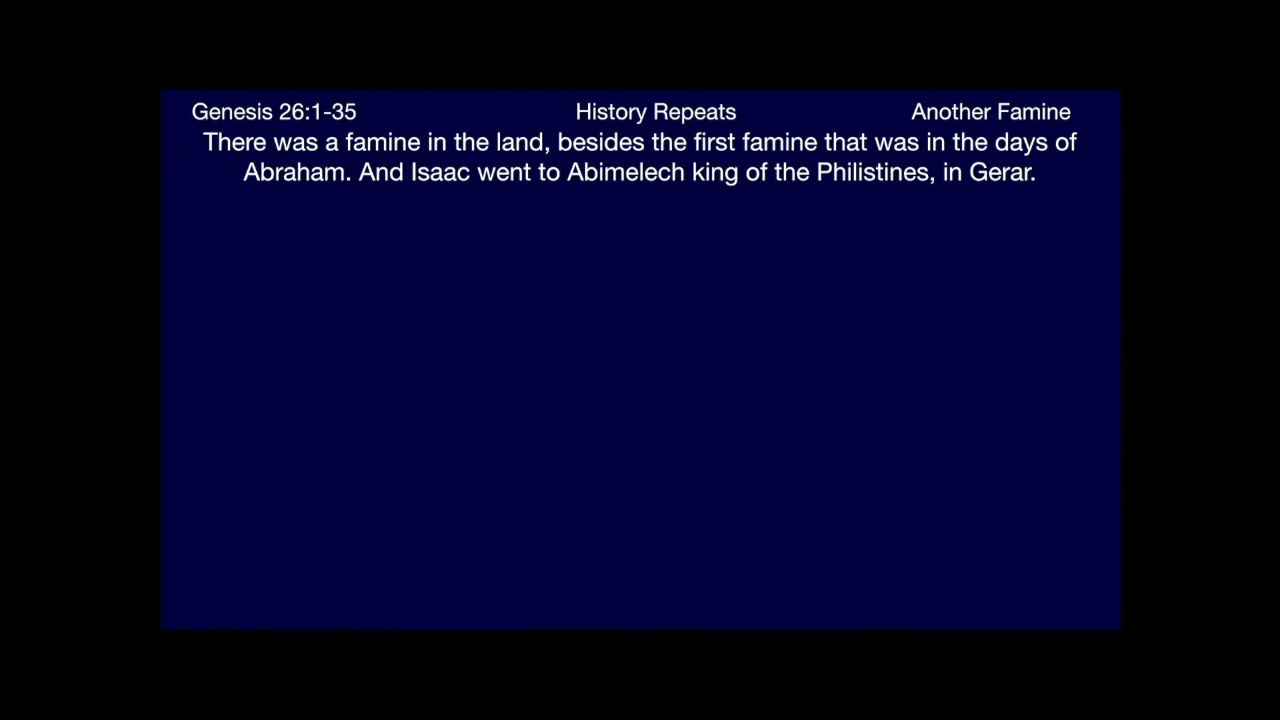 Genesis 26:1-35 History Repeats Another Famine
There was a famine in the land, besides the first famine that was in the days of
Abraham. And Isaac went to Abimelech king of the Philistines, in Gerar.